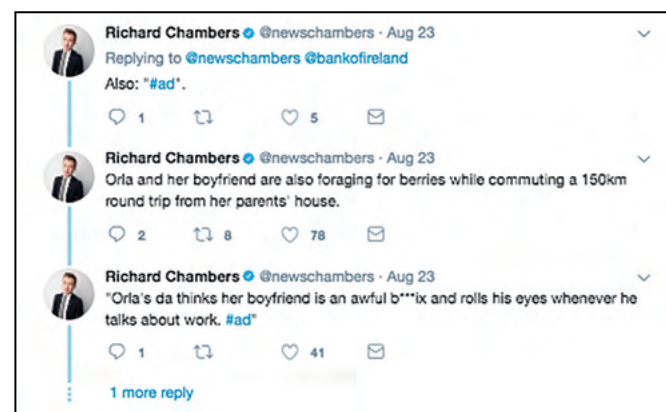 Richard Chambers @newschambers · Aug 23
Replying to @newschambers @bankofireland
Also: "#ad".
1 5
Richard Chambers @newschambers · Aug 23
Orla and her boyfriend are also foraging for berries while commuting a 150km
round trip from her parents' house.
2 8 78
Richard Chambers @newschambers · Aug 23
"Orla's da thinks her boyfriend is an awful b***ix and rolls his eyes whenever he
talks about work. #ad"
1 41
1 more reply